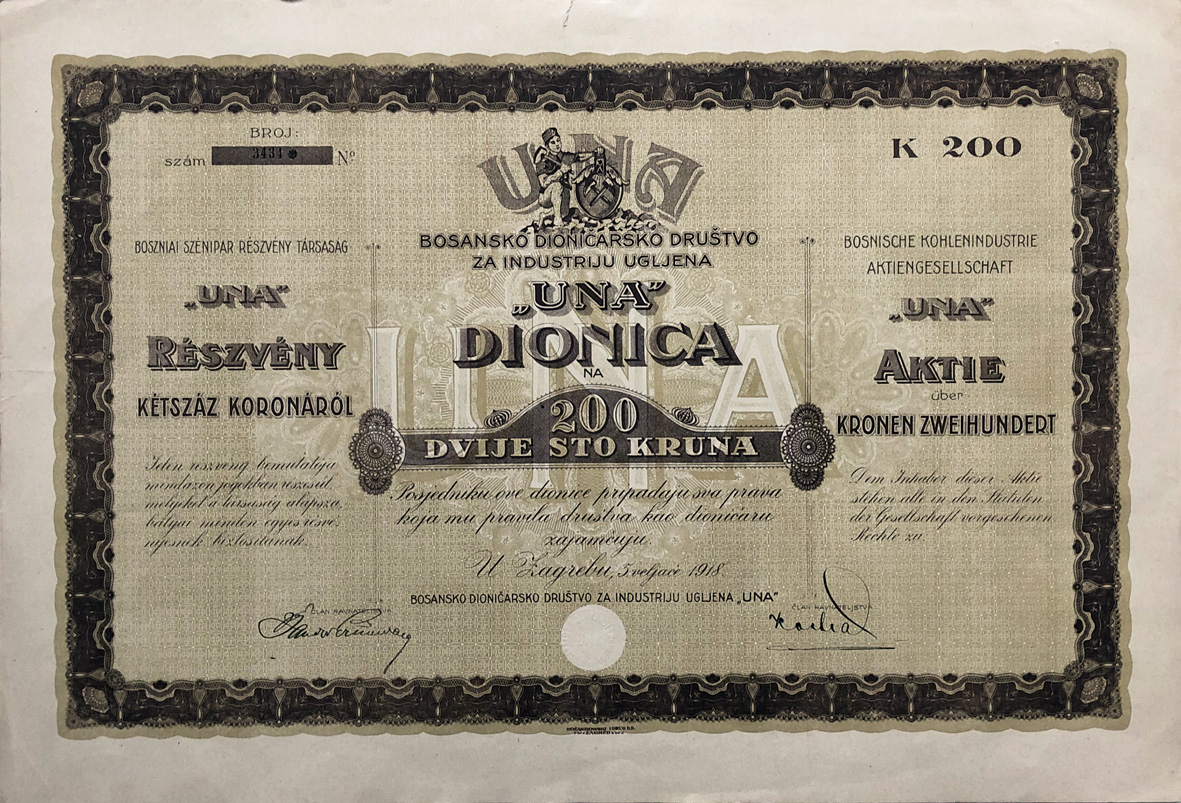 BROJ:
szám 3434 Nº
UNA
K 200
BOSZNIAI SZÉNIPAR RÉSZVÉNY TÁRSASÁG
„UNA”
RÉSZVÉNY
KÉTSZÁZ KORONÁRÓL
Jelen részvény bemutatója
mindazon jogokban részesül,
melyeket a társaság alapsza-
bályai minden egyes részvé-
nyesnek biztosítanak.
BOSANSKO DIONIČARSKO DRUŠTVO
ZA INDUSTRIJU UGLJENA
„UNA”
DIONICA
NA
200
DVIJE STO KRUNA
Posjedniku ove dionice pripadaju sva prava
koja mu pravila društva kao dioničaru
zajamčuju.
U Zagrebu, 5 veljače 1918.
BOSANSKO DIONIČARSKO DRUŠTVO ZA INDUSTRIJU UGLJENA „UNA”
BOSNISCHE KOHLENINDUSTRIE
AKTIENGESELLSCHAFT
„UNA”
AKTIE
über
KRONEN ZWEIHUNDERT
Dem Inhaber dieser Aktie
stehen alle in den Statuten
der Gesellschaft vorgesehenen
Rechte zu.
ČLAN RAVNATELJSTVA
ČLAN RAVNATELJSTVA
UNA